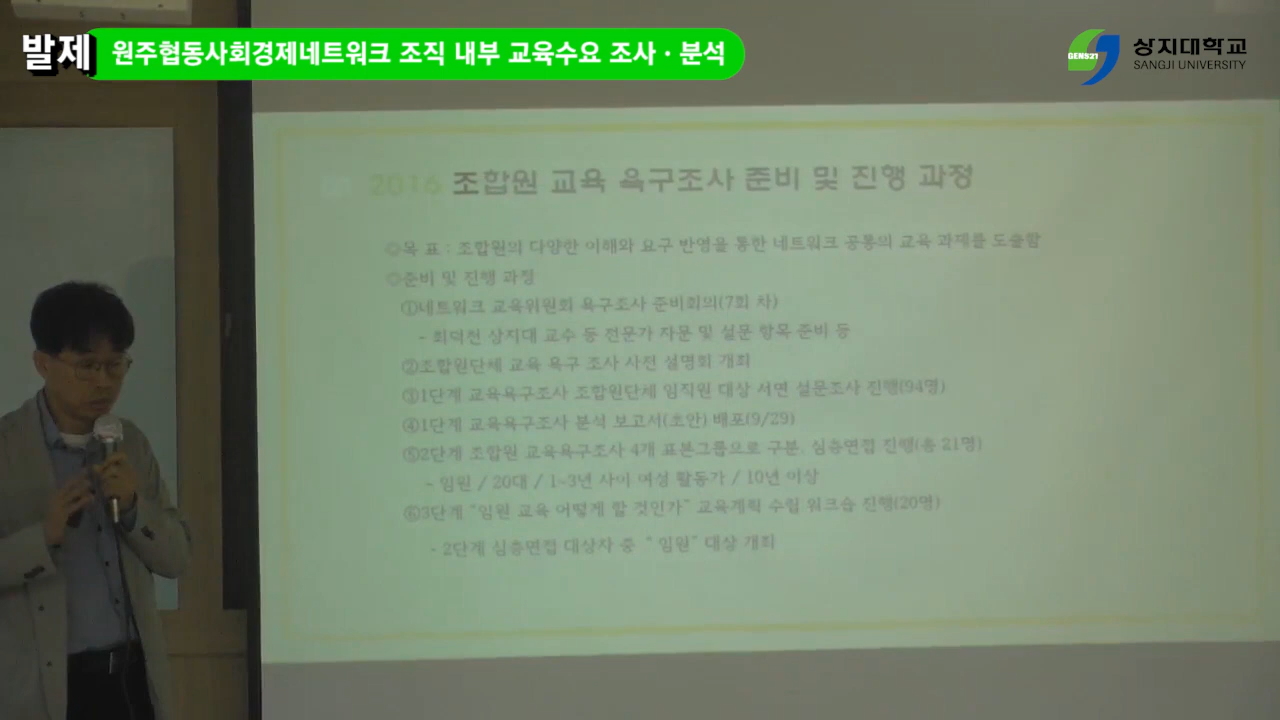 발제 원주협동사회경제네트워크 조직 내부 교육수요 조사·분석
GENS21
상지대학교
SANGJI UNIVERSITY
2016 조합원 교육 욕구조사 준비 및 진행 과정
◎목 표 : 조합원의 다양한 이해와 요구 반영을 통한 네트워크 공통의 교육 과제를 도출함
◎준비 및 진행 과정
①네트워크 교육위원회 욕구조사 준비회의(7회 차)
- 최덕천 상지대 교수 등 전문가 자문 및 설문 항목 준비 등
②조합원단체 교육 욕구 조사 사전 설명회 개최
③1단계 교육욕구조사 조합원단체 임직원 대상 서면 설문조사 진행(94명)
④1단계 교육욕구조사 분석 보고서(초안) 배포(9/29)
⑤2단계 조합원 교육욕구조사 4개 표본그룹으로 구분, 심층면접 진행(총 21명)
- 임원 / 20대 / 1~3년 사이 여성 활동가 / 10년 이상
⑥3단계 "임원 교육 어떻게 할 것인가" 교육계획 수립 워크숍 진행(20명)
- 2단계 심층면접 대상자 중 " 임원" 대상 개최